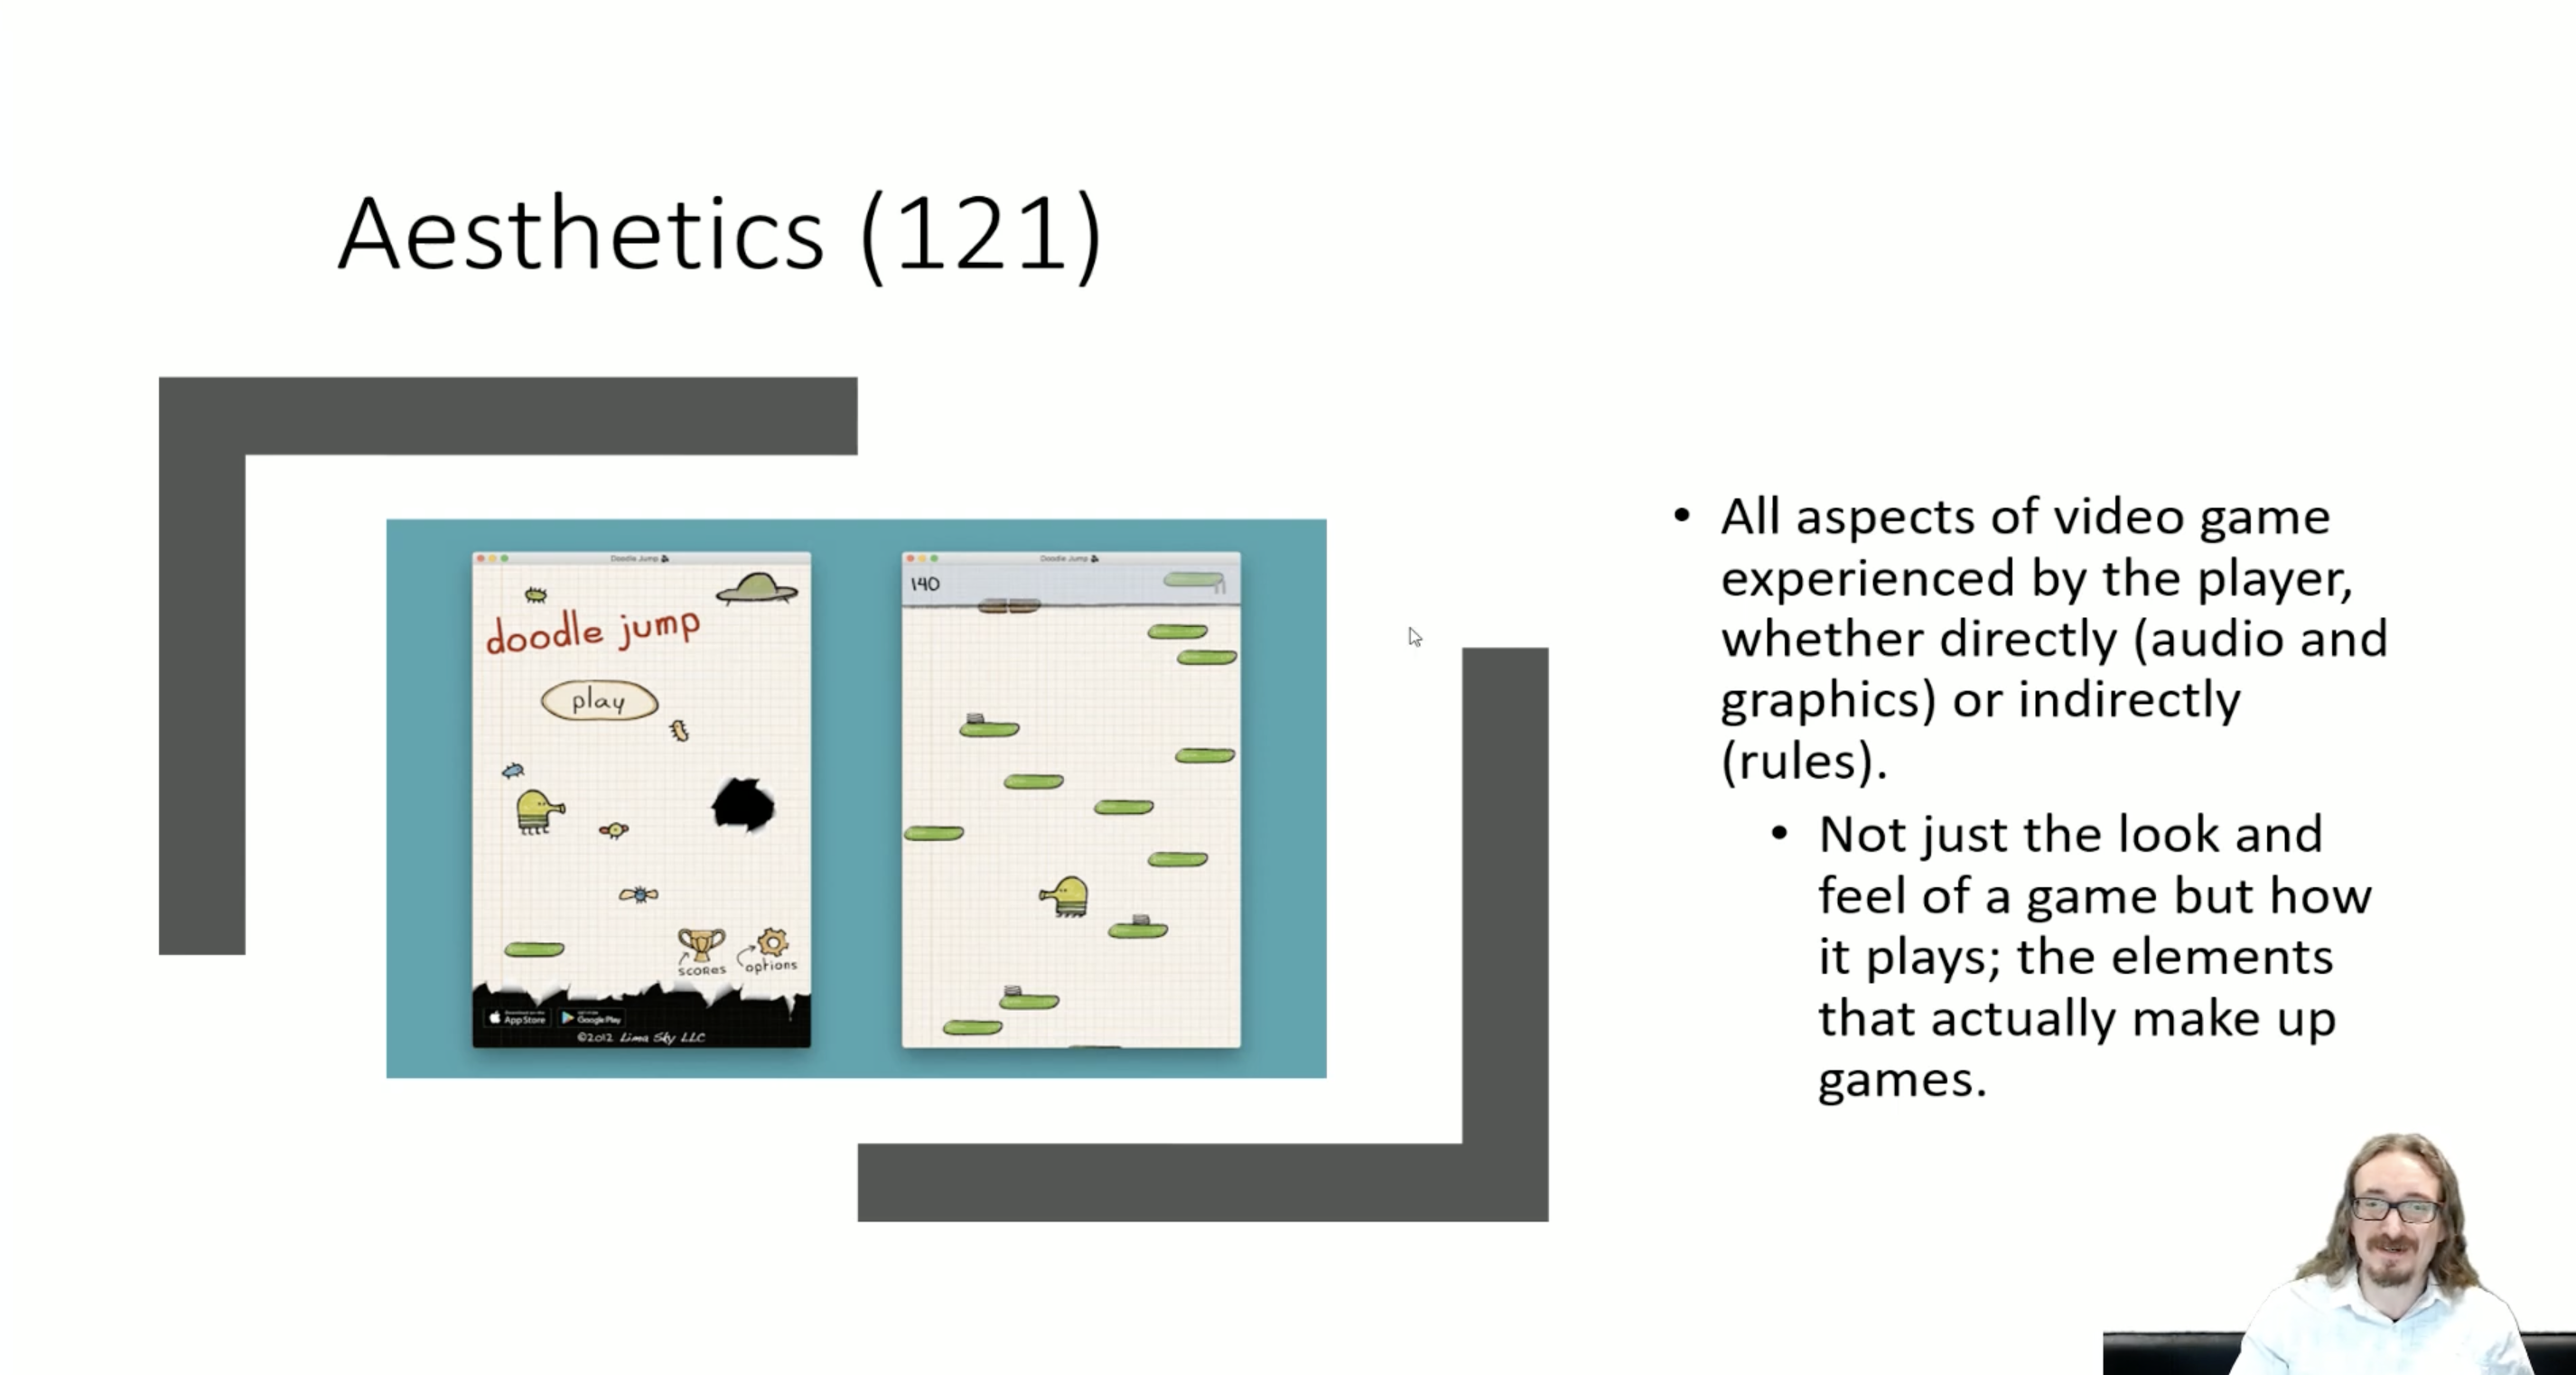 Aesthetics (121)
Doodle Jump
doodle jump
play
scores
options
App Store
Google Play
©2012 Lima Sky LLC
Doodle Jump
140
• All aspects of video game
experienced by the player,
whether directly (audio and
graphics) or indirectly
(rules).
• Not just the look and
feel of a game but how
it plays; the elements
that actually make up
games.